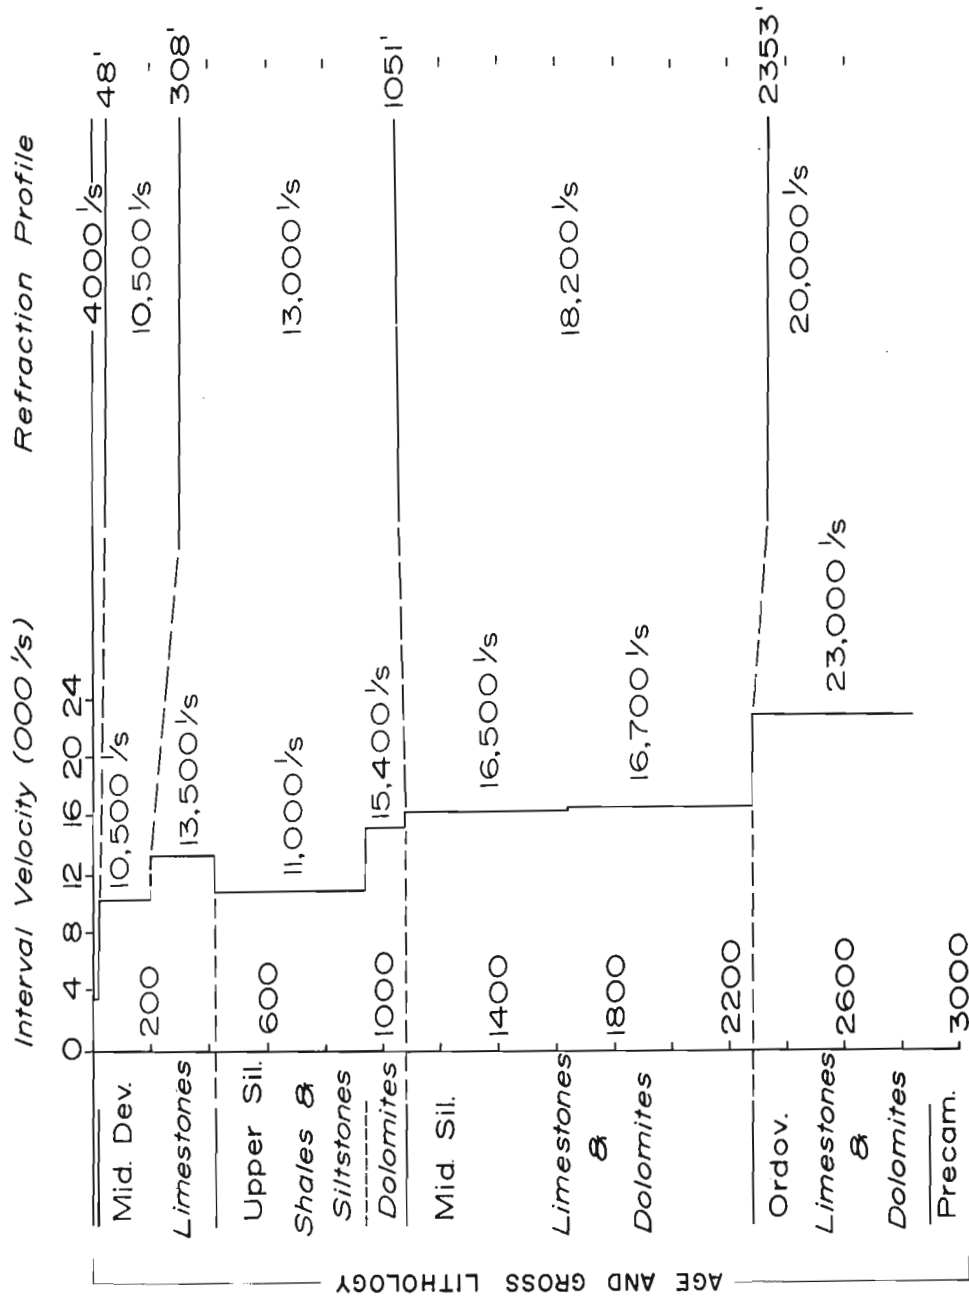 Interval Velocity (000 '/s)
Refraction Profile
0 4 8 12 16 20 24
4000 '/s
48'
10,500 '/s
10,500 '/s
308'
13,500 '/s
13,000 '/s
11,000 '/s
15,400 '/s
1051'
16,500 '/s
18,200 '/s
16,700 '/s
2353'
20,000 '/s
23,000 '/s
200
600
1000
1400
1800
2200
2600
3000
Mid. Dev.
Limestones
Upper Sil.
Shales &
Siltstones
Dolomites
Mid. Sil.
Limestones
&
Dolomites
Ordov.
Limestones
&
Dolomites
Precam.
AGE AND GROSS LITHOLOGY